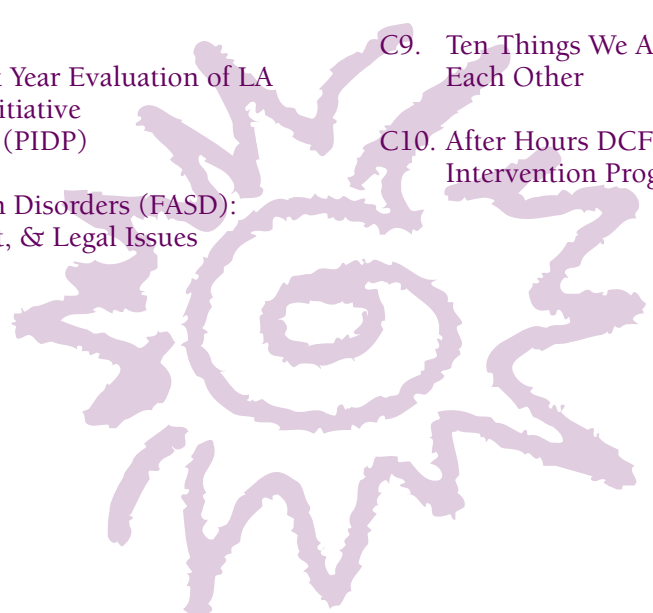 Year Evaluation of LA
itiative
(PIDP)
Disorders (FASD):
, & Legal Issues
C9. Ten Things We A
Each Other
C10. After Hours DCF
Intervention Prog